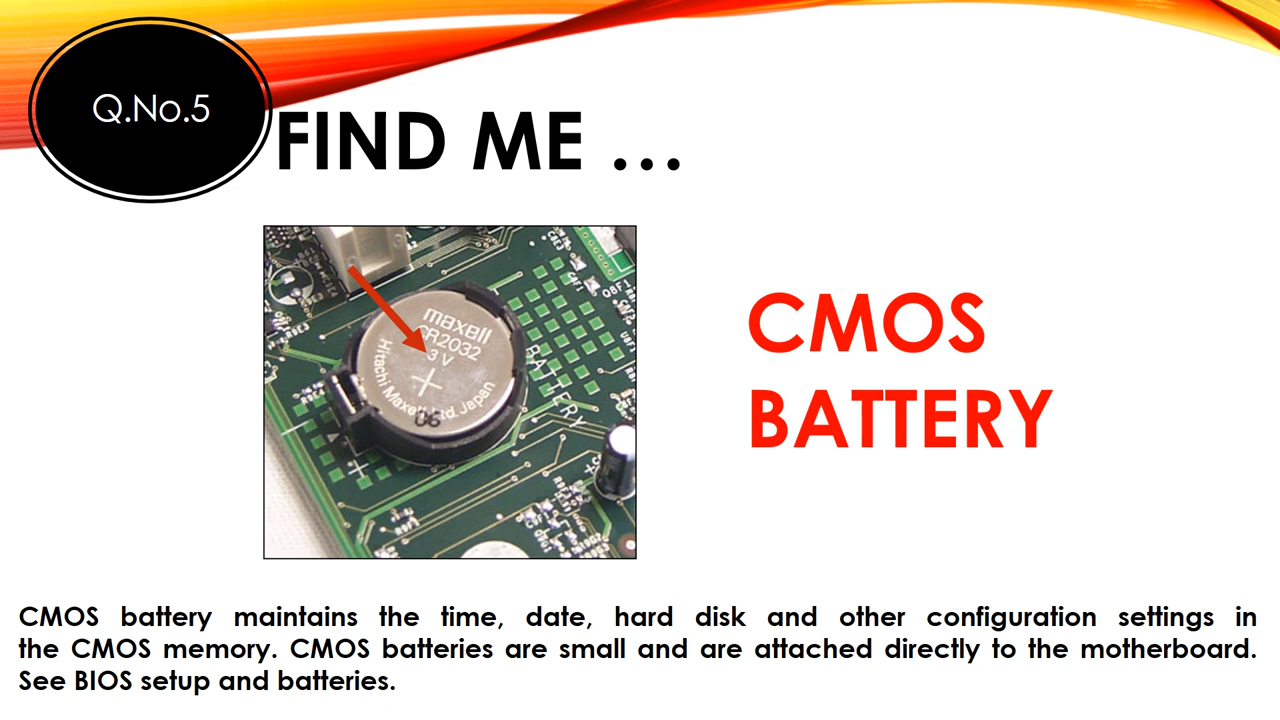 Q.No.5
FIND ME ...
maxell
CR2032
3 V
Hitachi Maxell Ltd. Japan
06
BATTERY
CMOS
BATTERY
CMOS battery maintains the time, date, hard disk and other configuration settings in
the CMOS memory. CMOS batteries are small and are attached directly to the motherboard.
See BIOS setup and batteries.